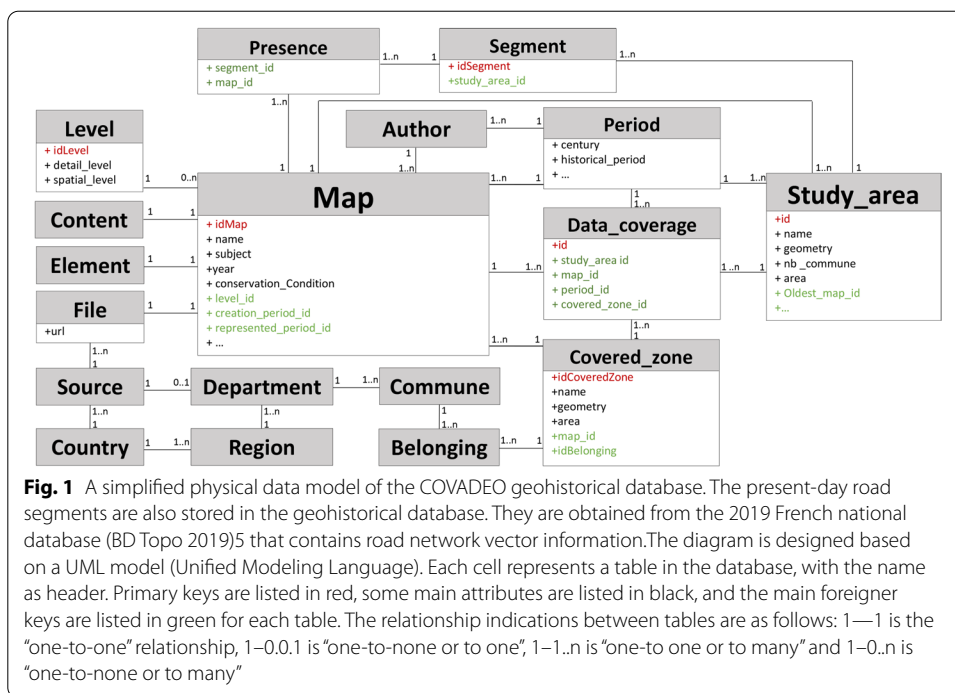 Presence
+ segment_id
+ map_id
1..n
1
Segment
+ idSegment
+study_area_id
1..n
1..n
Level
+ idLevel
+ detail_level
+ spatial_level
1
0..n
Author
1..n
1
1
1..n
Period
+ century
+ historical_period
+ ...
1
1
1..n
1
1
1..n
1..n
1
Map
+ idMap
+ name
+ subject
+year
+ conservation_Condition
+ level_id
+ creation_period_id
+ represented_period_id
+ ...
Study_area
+id
+ name
+ geometry
+ nb _commune
+ area
+ Oldest_map_id
+...
Content
1
1
Element
1
1
File
+url
1
1
1
1..n
Data_coverage
+id
+ study_area id
+ map_id
+ period_id
+ covered_zone_id
1
1..n
1 ..n
1
1..n
1
1..n
1
Source
1
0..1
Department
1
1..n
Commune
1..n
1
Covered_zone
+idCoveredZone
+name
+geometry
+area
+map_id
+idBelonging
1..n
1
1..n
1
1
1..n
Country
1
1..n
Region
Belonging
1..n
1
Fig. 1 A simplified physical data model of the COVADEO geohistorical database. The present-day road
segments are also stored in the geohistorical database. They are obtained from the 2019 French national
database (BD Topo 2019)5 that contains road network vector information.The diagram is designed based
on a UML model (Unified Modeling Language). Each cell represents a table in the database, with the name
as header. Primary keys are listed in red, some main attributes are listed in black, and the main foreigner
keys are listed in green for each table. The relationship indications between tables are as follows: 1—1 is the
“one-to-one” relationship, 1–0.0.1 is “one-to-none or to one”, 1–1..n is “one-to one or to many” and 1–0..n is
“one-to-none or to many”